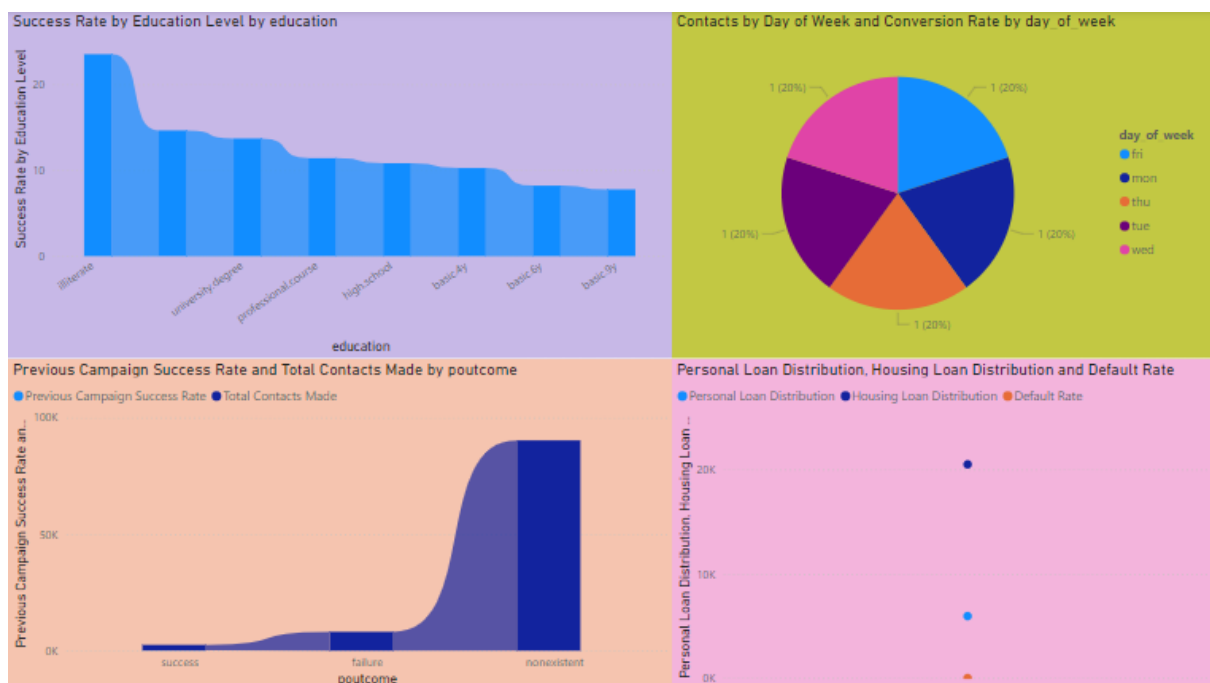 Success Rate by Education Level by education
Success Rate by Education Level
20
10
0
illiterate
university.degree
professional.course
high.school
basic.4y
basic.6y
basic.9y
education
Contacts by Day of Week and Conversion Rate by day_of_week
1 (20%)
1 (20%)
1 (20%)
1 (20%)
1 (20%)
day_of_week
fri
mon
thu
tue
wed
Previous Campaign Success Rate and Total Contacts Made by poutcome
Previous Campaign Success Rate Total Contacts Made
Previous Campaign Success Rate an...
100K
50K
0K
success failure nonexistent
poutcome
Personal Loan Distribution, Housing Loan Distribution and Default Rate
Personal Loan Distribution Housing Loan Distribution Default Rate
Personal Loan Distribution, Housing Loan ...
20K
10K
0K